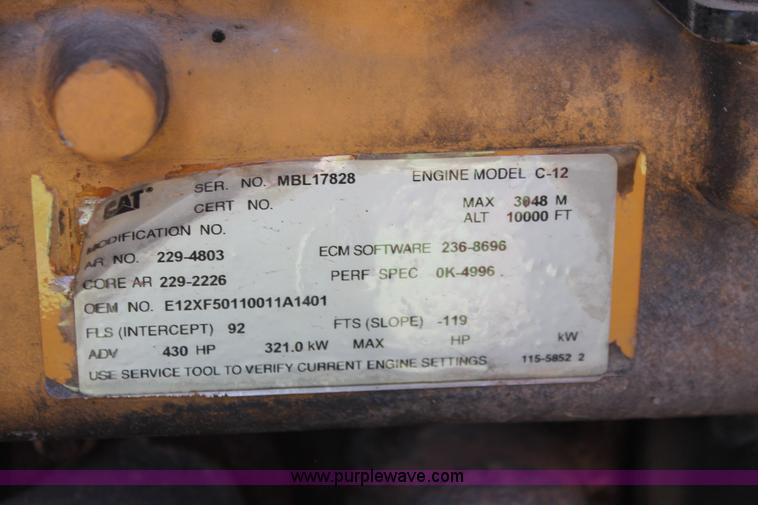 CAT SER. NO. MBL17828 ENGINE MODEL C-12
CERT NO. MAX 3048 M
ALT 10000 FT
MODIFICATION NO.
AR NO. 229-4803 ECM SOFTWARE 236-8696
CORE AR 229-2226 PERF SPEC 0K-4996
OEM NO. E12XF50110011A1401
FLS (INTERCEPT) 92 FTS (SLOPE) -119
ADV 430 HP 321.0 kW MAX HP kW
USE SERVICE TOOL TO VERIFY CURRENT ENGINE SETTINGS 115-5852 2
www.purplewave.com